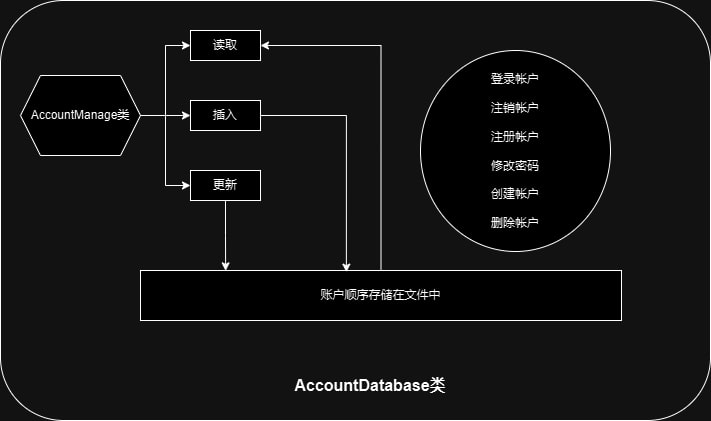 读取
AccountManage类
插入
更新
登录帐户
注销帐户
注册帐户
修改密码
创建帐户
删除帐户
账户顺序存储在文件中
AccountDatabase类